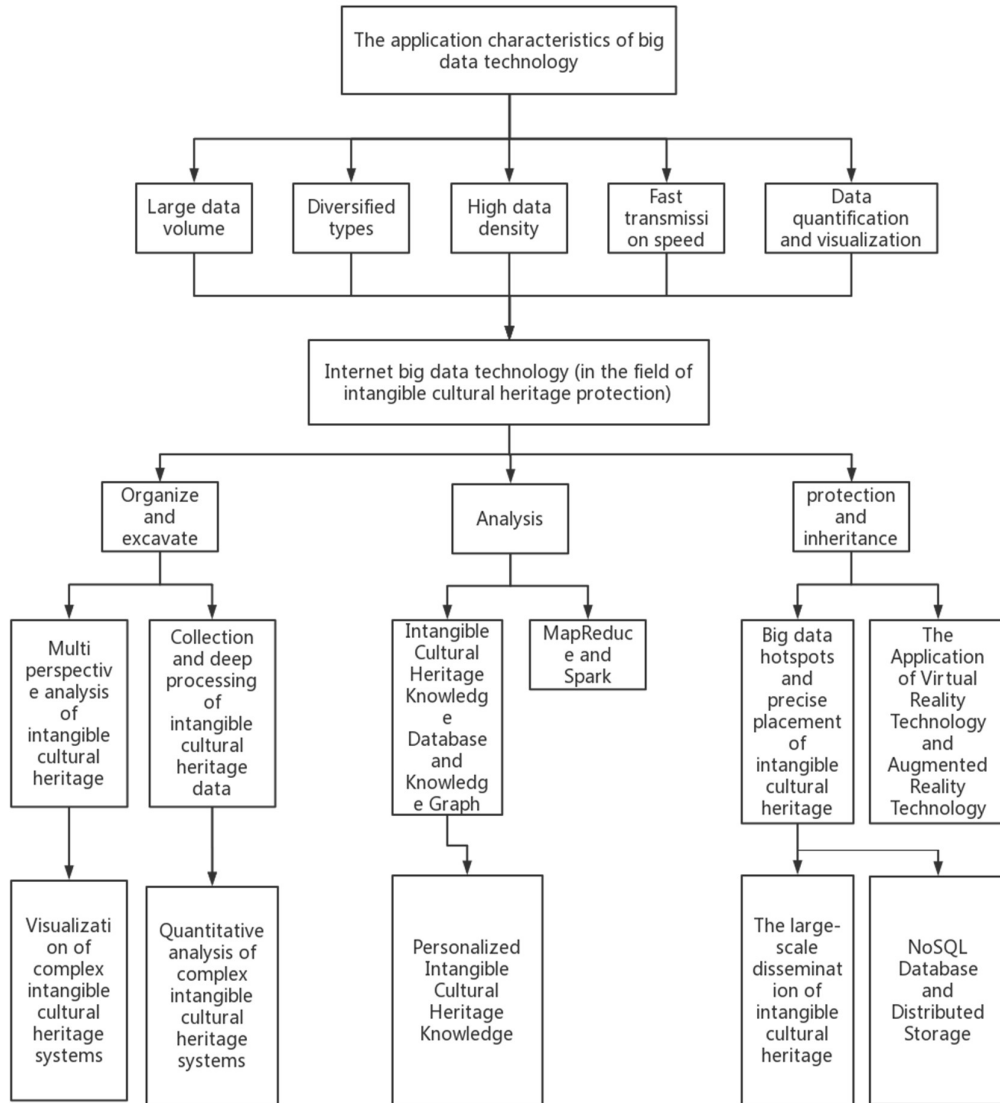 The application characteristics of big
data technology
Large data
volume
Diversified
types
High data
density
Fast
transmissi
on speed
Data
quantification
and visualization
Internet big data technology (in the field of
intangible cultural heritage protection)
Organize
and
excavate
Analysis
protection
and
inheritance
Multi
perspectiv
e analysis
of
intangible
cultural
heritage
Collection
and deep
processing
of
intangible
cultural
heritage
data
Intangible
Cultural
Heritage
Knowledg
e
Database
and
Knowledg
e Graph
MapReduc
e and
Spark
Big data
hotspots
and
precise
placement
of
intangible
cultural
heritage
The
Application
of Virtual
Reality
Technology
and
Augmented
Reality
Technology
Visualizati
on of
complex
intangible
cultural
heritage
systems
Quantitative
analysis of
complex
intangible
cultural
heritage
systems
Personalized
Intangible
Cultural
Heritage
Knowledge
The large-
scale
disseminat
ion of
intangible
cultural
heritage
NoSQL
Database
and
Distributed
Storage